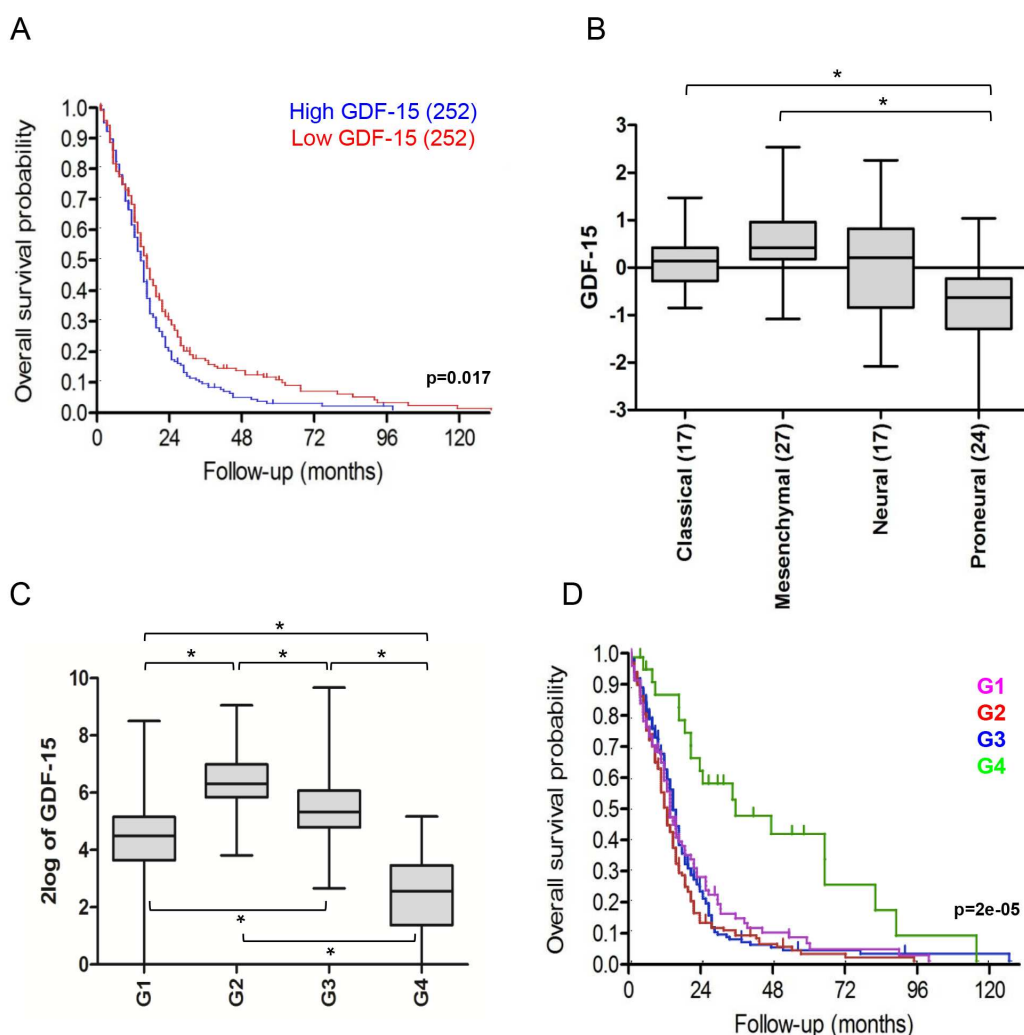 A
High GDF-15 (252)
Low GDF-15 (252)
Overall survival probability
1.0
0.9
0.8
0.7
0.6
0.5
0.4
0.3
0.2
0.1
0.0
p=0.017
0 24 48 72 96 120
Follow-up (months)
B
*
*
GDF-15
3
2
1
0
-1
-2
-3
Classical (17)
Mesenchymal (27)
Neural (17)
Proneural (24)
C
*
* * *
2log of GDF-15
10
8
6
4
2
0
*
*
G1
G2
G3
G4
D
G1
G2
G3
G4
Overall survival probability
1.0
0.9
0.8
0.7
0.6
0.5
0.4
0.3
0.2
0.1
0.0
p=2e-05
0 24 48 72 96 120
Follow-up (months)